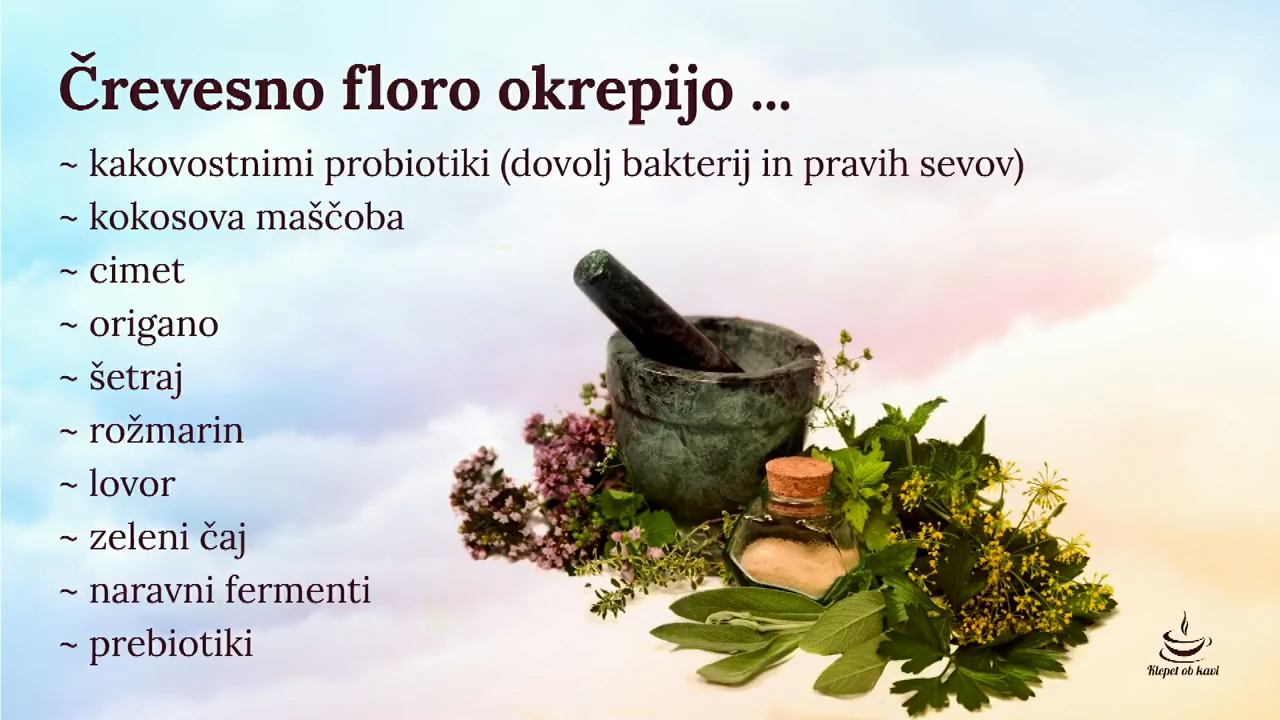 Črevesno floro okrepijo ...
~ kakovostnimi probiotiki (dovolj bakterij in pravih sevov)
~ kokosova maščoba
~ cimet
~ origano
~ šetraj
~ rožmarin
~ lovor
~ zeleni čaj
~ naravni fermenti
~ prebiotiki
Klepet ob kavi